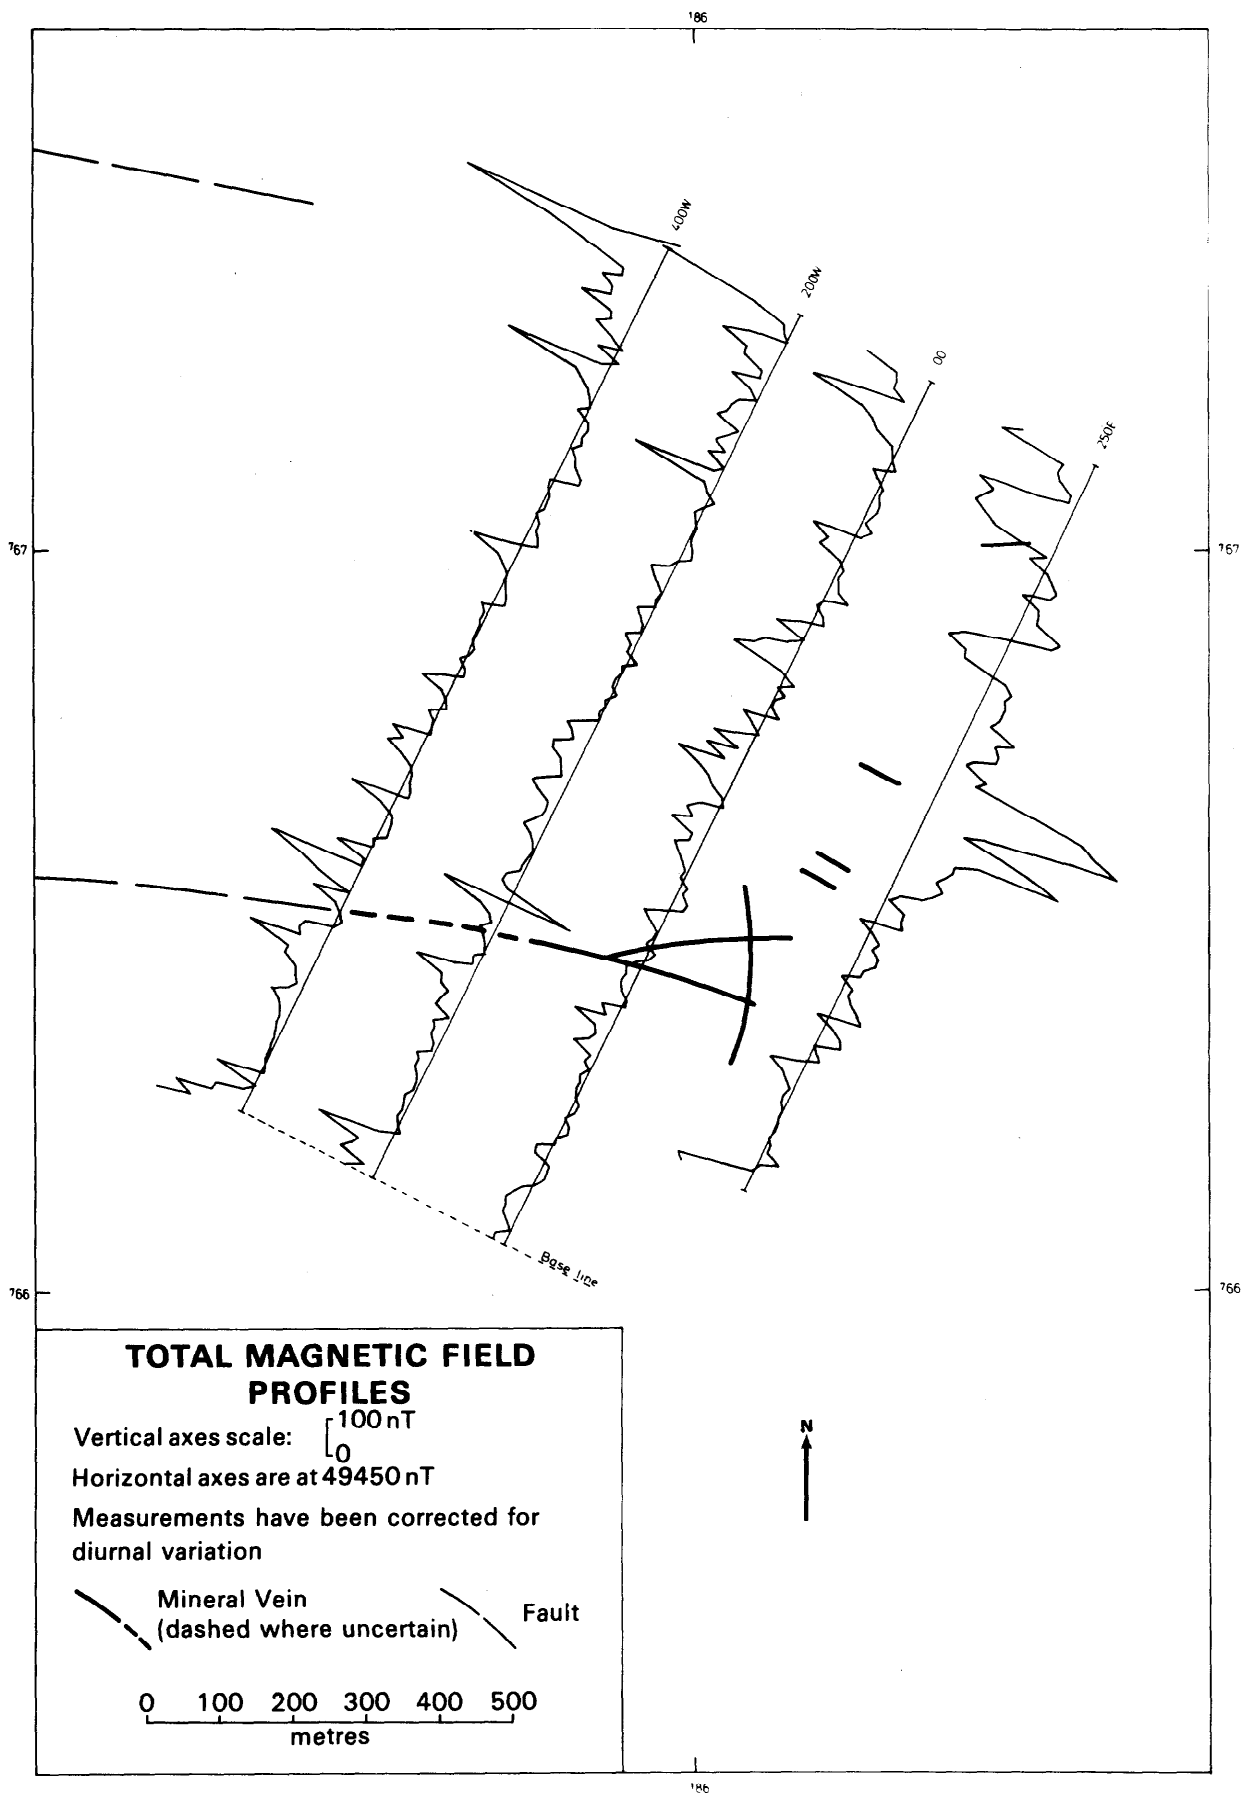 186
400W
200W
00
250E
767
767
Base line
766
766
TOTAL MAGNETIC FIELD
PROFILES
Vertical axes scale: 100 nT
0
Horizontal axes are at 49450 nT
Measurements have been corrected for
diurnal variation
Mineral Vein
(dashed where uncertain)
Fault
N
0 100 200 300 400 500
metres
186